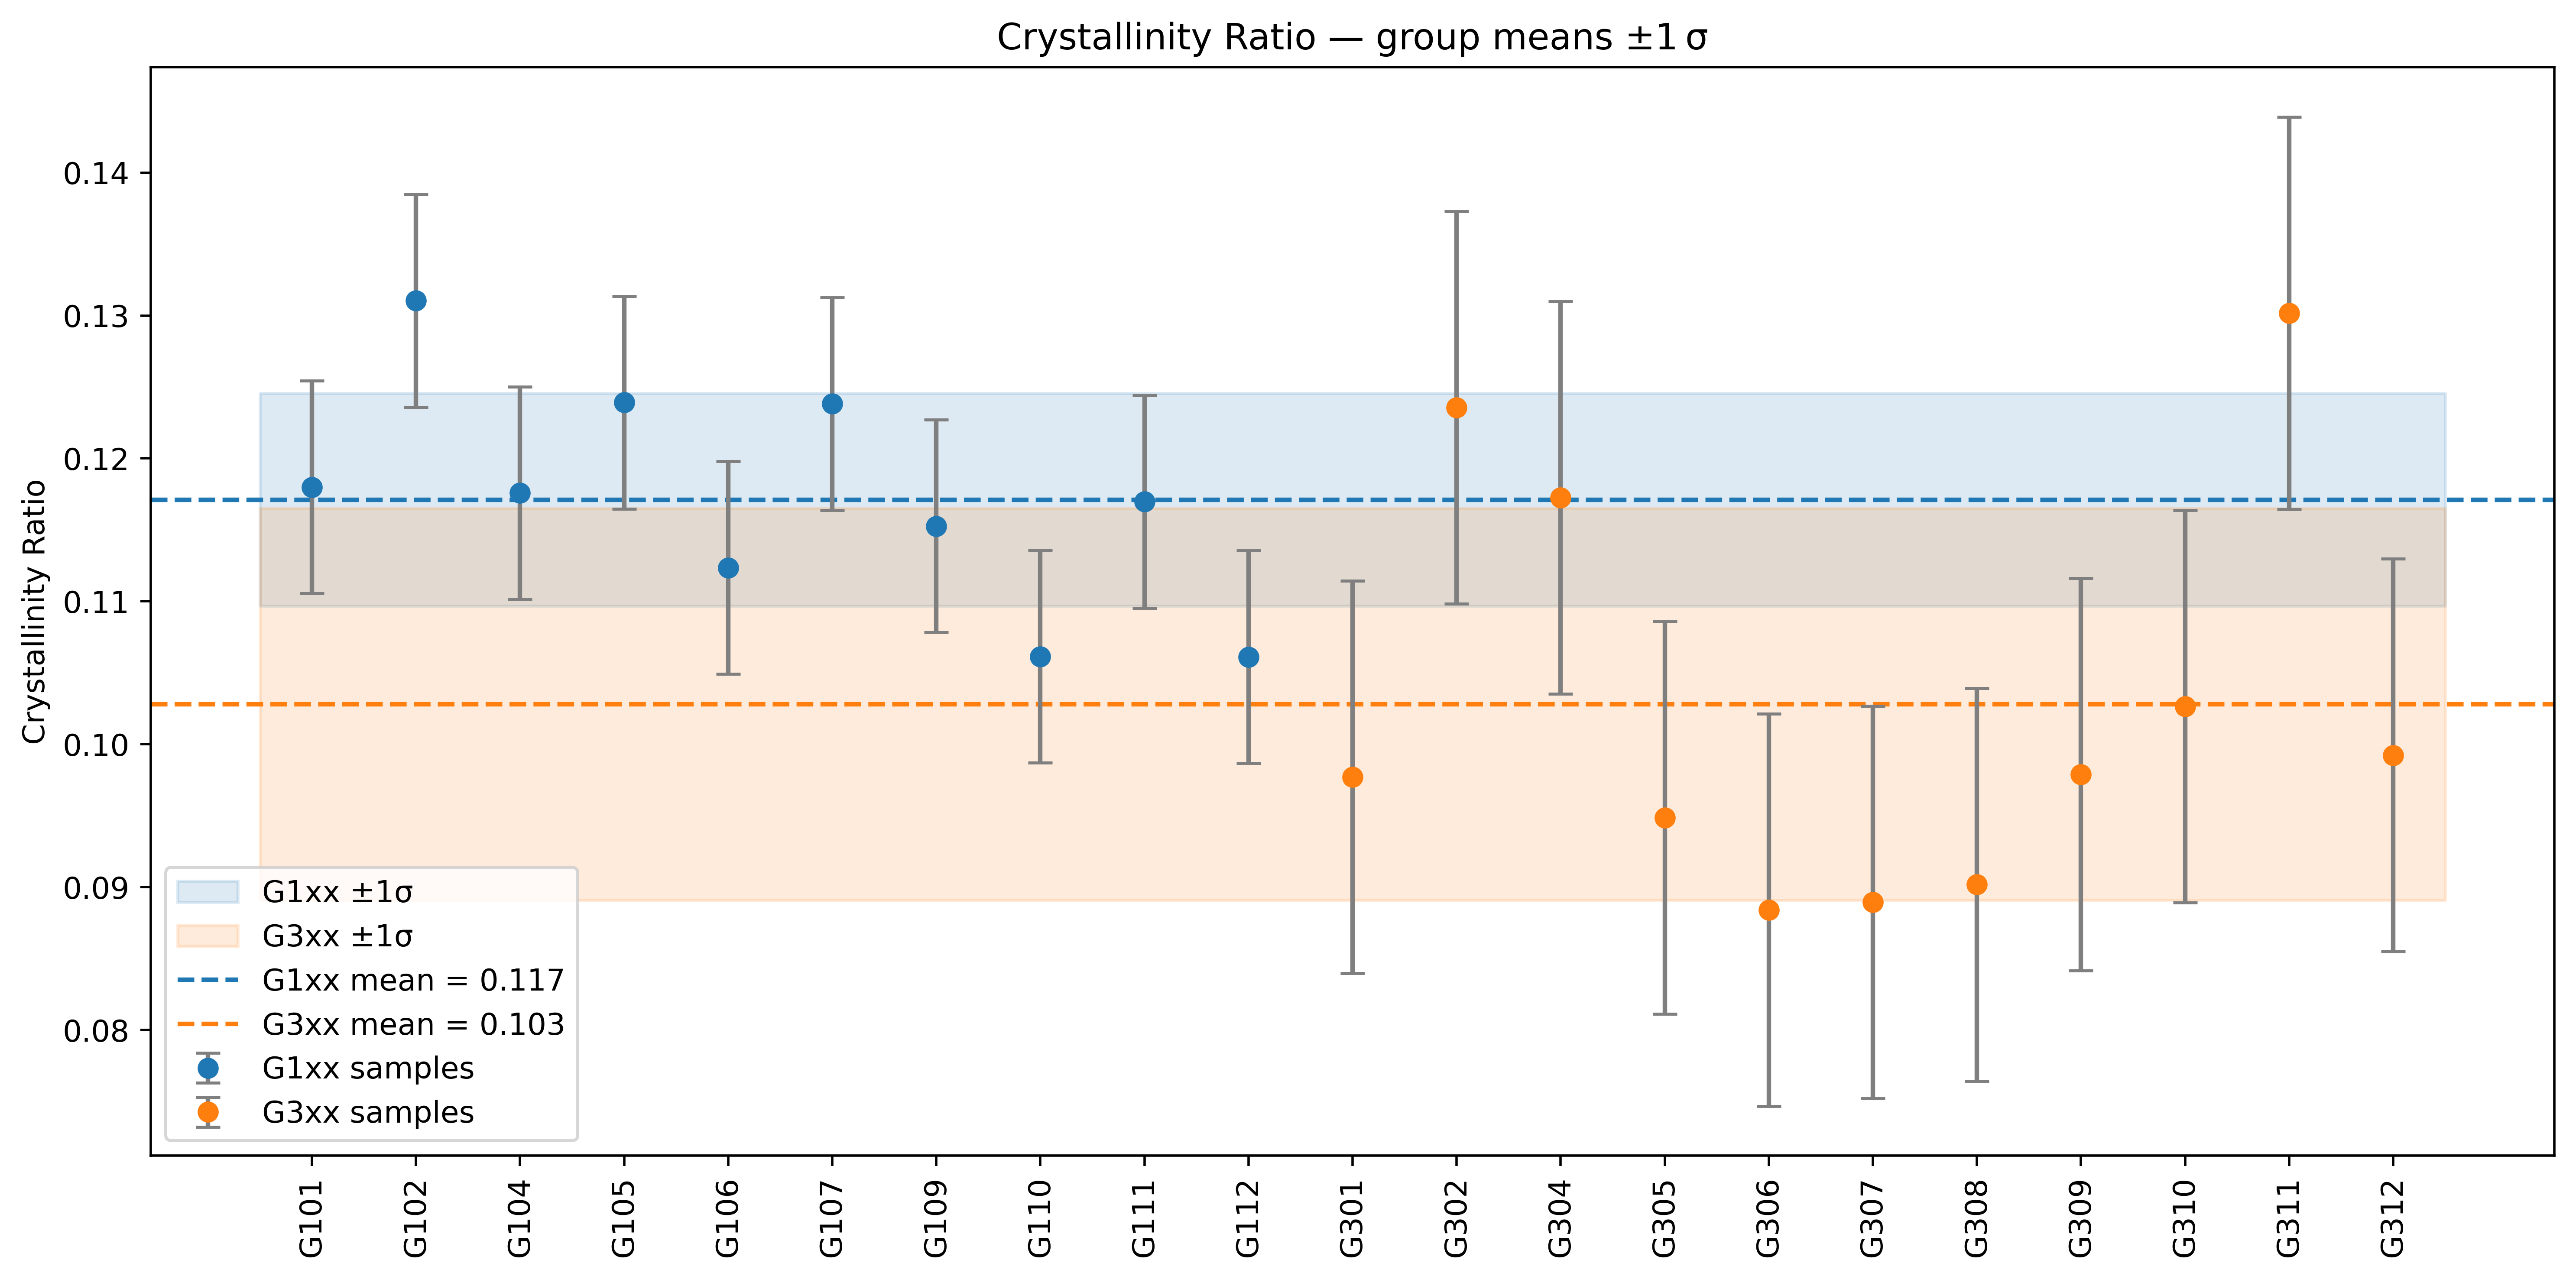 Crystallinity Ratio — group means ±1 σ
Crystallinity Ratio
0.14
0.13
0.12
0.11
0.10
0.09
0.08
G1xx ±1σ
G3xx ±1σ
G1xx mean = 0.117
G3xx mean = 0.103
G1xx samples
G3xx samples
G101
G102
G104
G105
G106
G107
G109
G110
G111
G112
G301
G302
G304
G305
G306
G307
G308
G309
G310
G311
G312